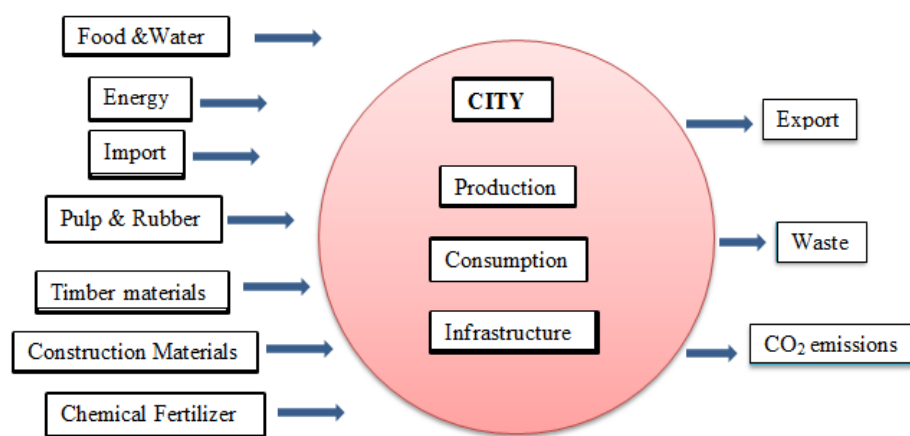 Food &Water
Energy
Import
Pulp & Rubber
Timber materials
Construction Materials
Chemical Fertilizer
CITY
Production
Consumption
Infrastructure
Export
Waste
CO₂ emissions